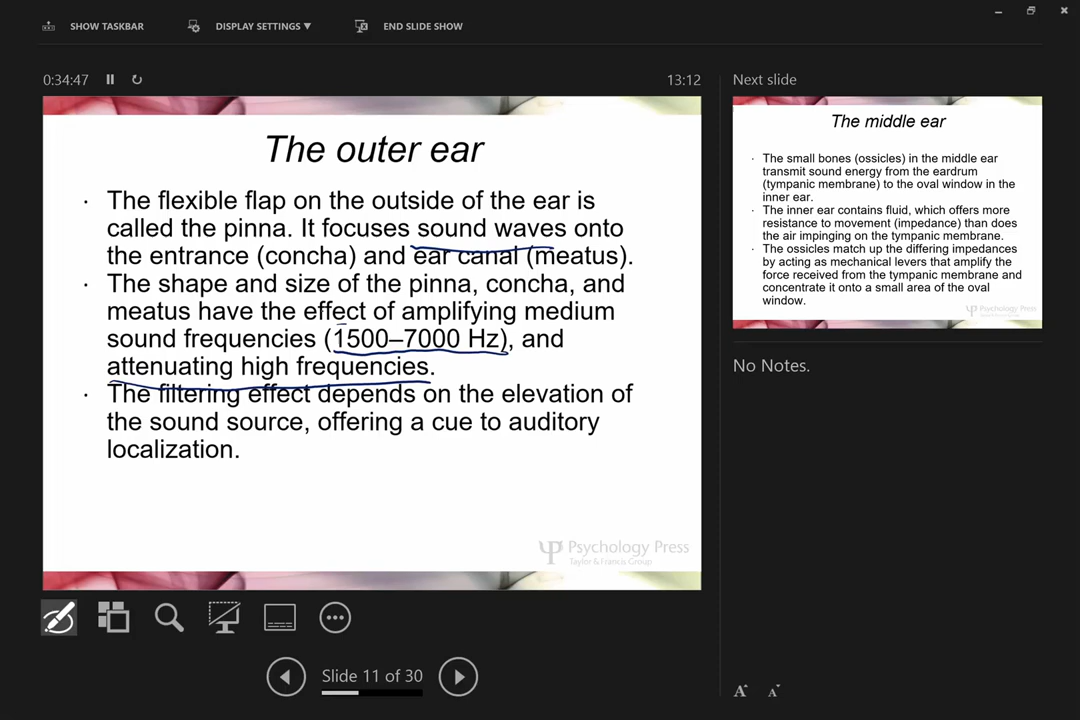 SHOW TASKBAR
DISPLAY SETTINGS ▼
END SLIDE SHOW
0:34:47
13:12
The outer ear
· The flexible flap on the outside of the ear is
called the pinna. It focuses sound waves onto
the entrance (concha) and ear canal (meatus).
· The shape and size of the pinna, concha, and
meatus have the effect of amplifying medium
sound frequencies (1500–7000 Hz), and
attenuating high frequencies.
· The filtering effect depends on the elevation of
the sound source, offering a cue to auditory
localization.
Psychology Press
Taylor & Francis Group
Slide 11 of 30
Next slide
The middle ear
· The small bones (ossicles) in the middle ear
transmit sound energy from the eardrum
(tympanic membrane) to the oval window in the
inner ear.
· The inner ear contains fluid, which offers more
resistance to movement (impedance) than does
the air impinging on the tympanic membrane.
· The ossicles match up the differing impedances
by acting as mechanical levers that amplify the
force received from the tympanic membrane and
concentrate it onto a small area of the oval
window.
Psychology Press
No Notes.
A A